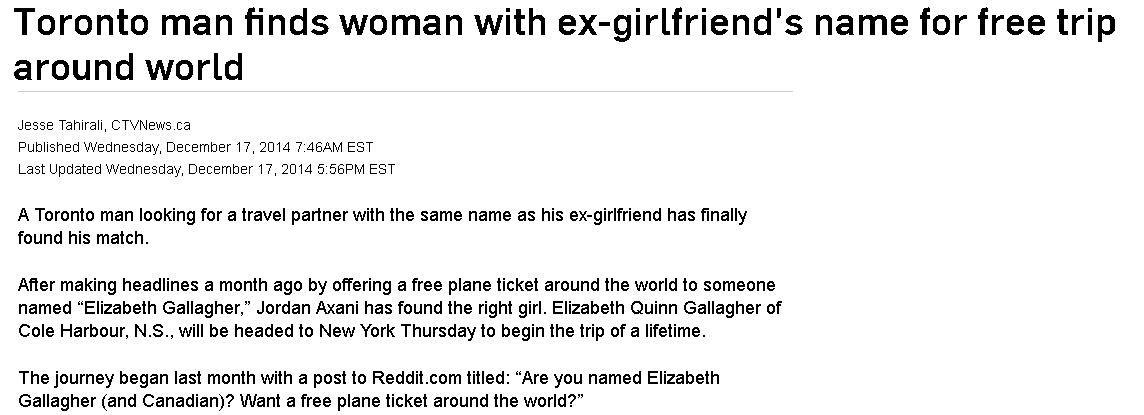 Toronto man finds woman with ex-girlfriend's name for free trip
around world
Jesse Tahirali, CTVNews.ca
Published Wednesday, December 17, 2014 7:46AM EST
Last Updated Wednesday, December 17, 2014 5:56PM EST
A Toronto man looking for a travel partner with the same name as his ex-girlfriend has finally
found his match.
After making headlines a month ago by offering a free plane ticket around the world to someone
named “Elizabeth Gallagher,” Jordan Axani has found the right girl. Elizabeth Quinn Gallagher of
Cole Harbour, N.S., will be headed to New York Thursday to begin the trip of a lifetime.
The journey began last month with a post to Reddit.com titled: “Are you named Elizabeth
Gallagher (and Canadian)? Want a free plane ticket around the world?”